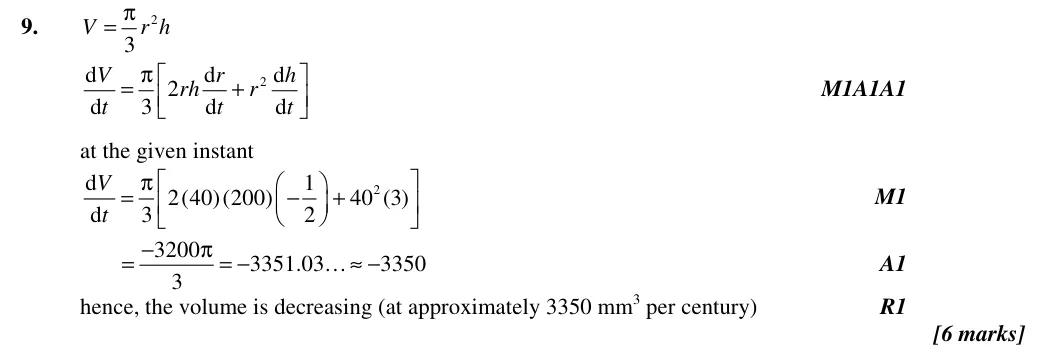 9. V = π/3 r²h
dV/dt = π/3 [2rh dr/dt + r² dh/dt] M1A1A1
at the given instant
dV/dt = π/3 [2(40)(200)(−1/2) + 40²(3)] M1
= −3200π/3 = −3351.03… ≈ −3350 A1
hence, the volume is decreasing (at approximately 3350 mm³ per century) R1
[6 marks]